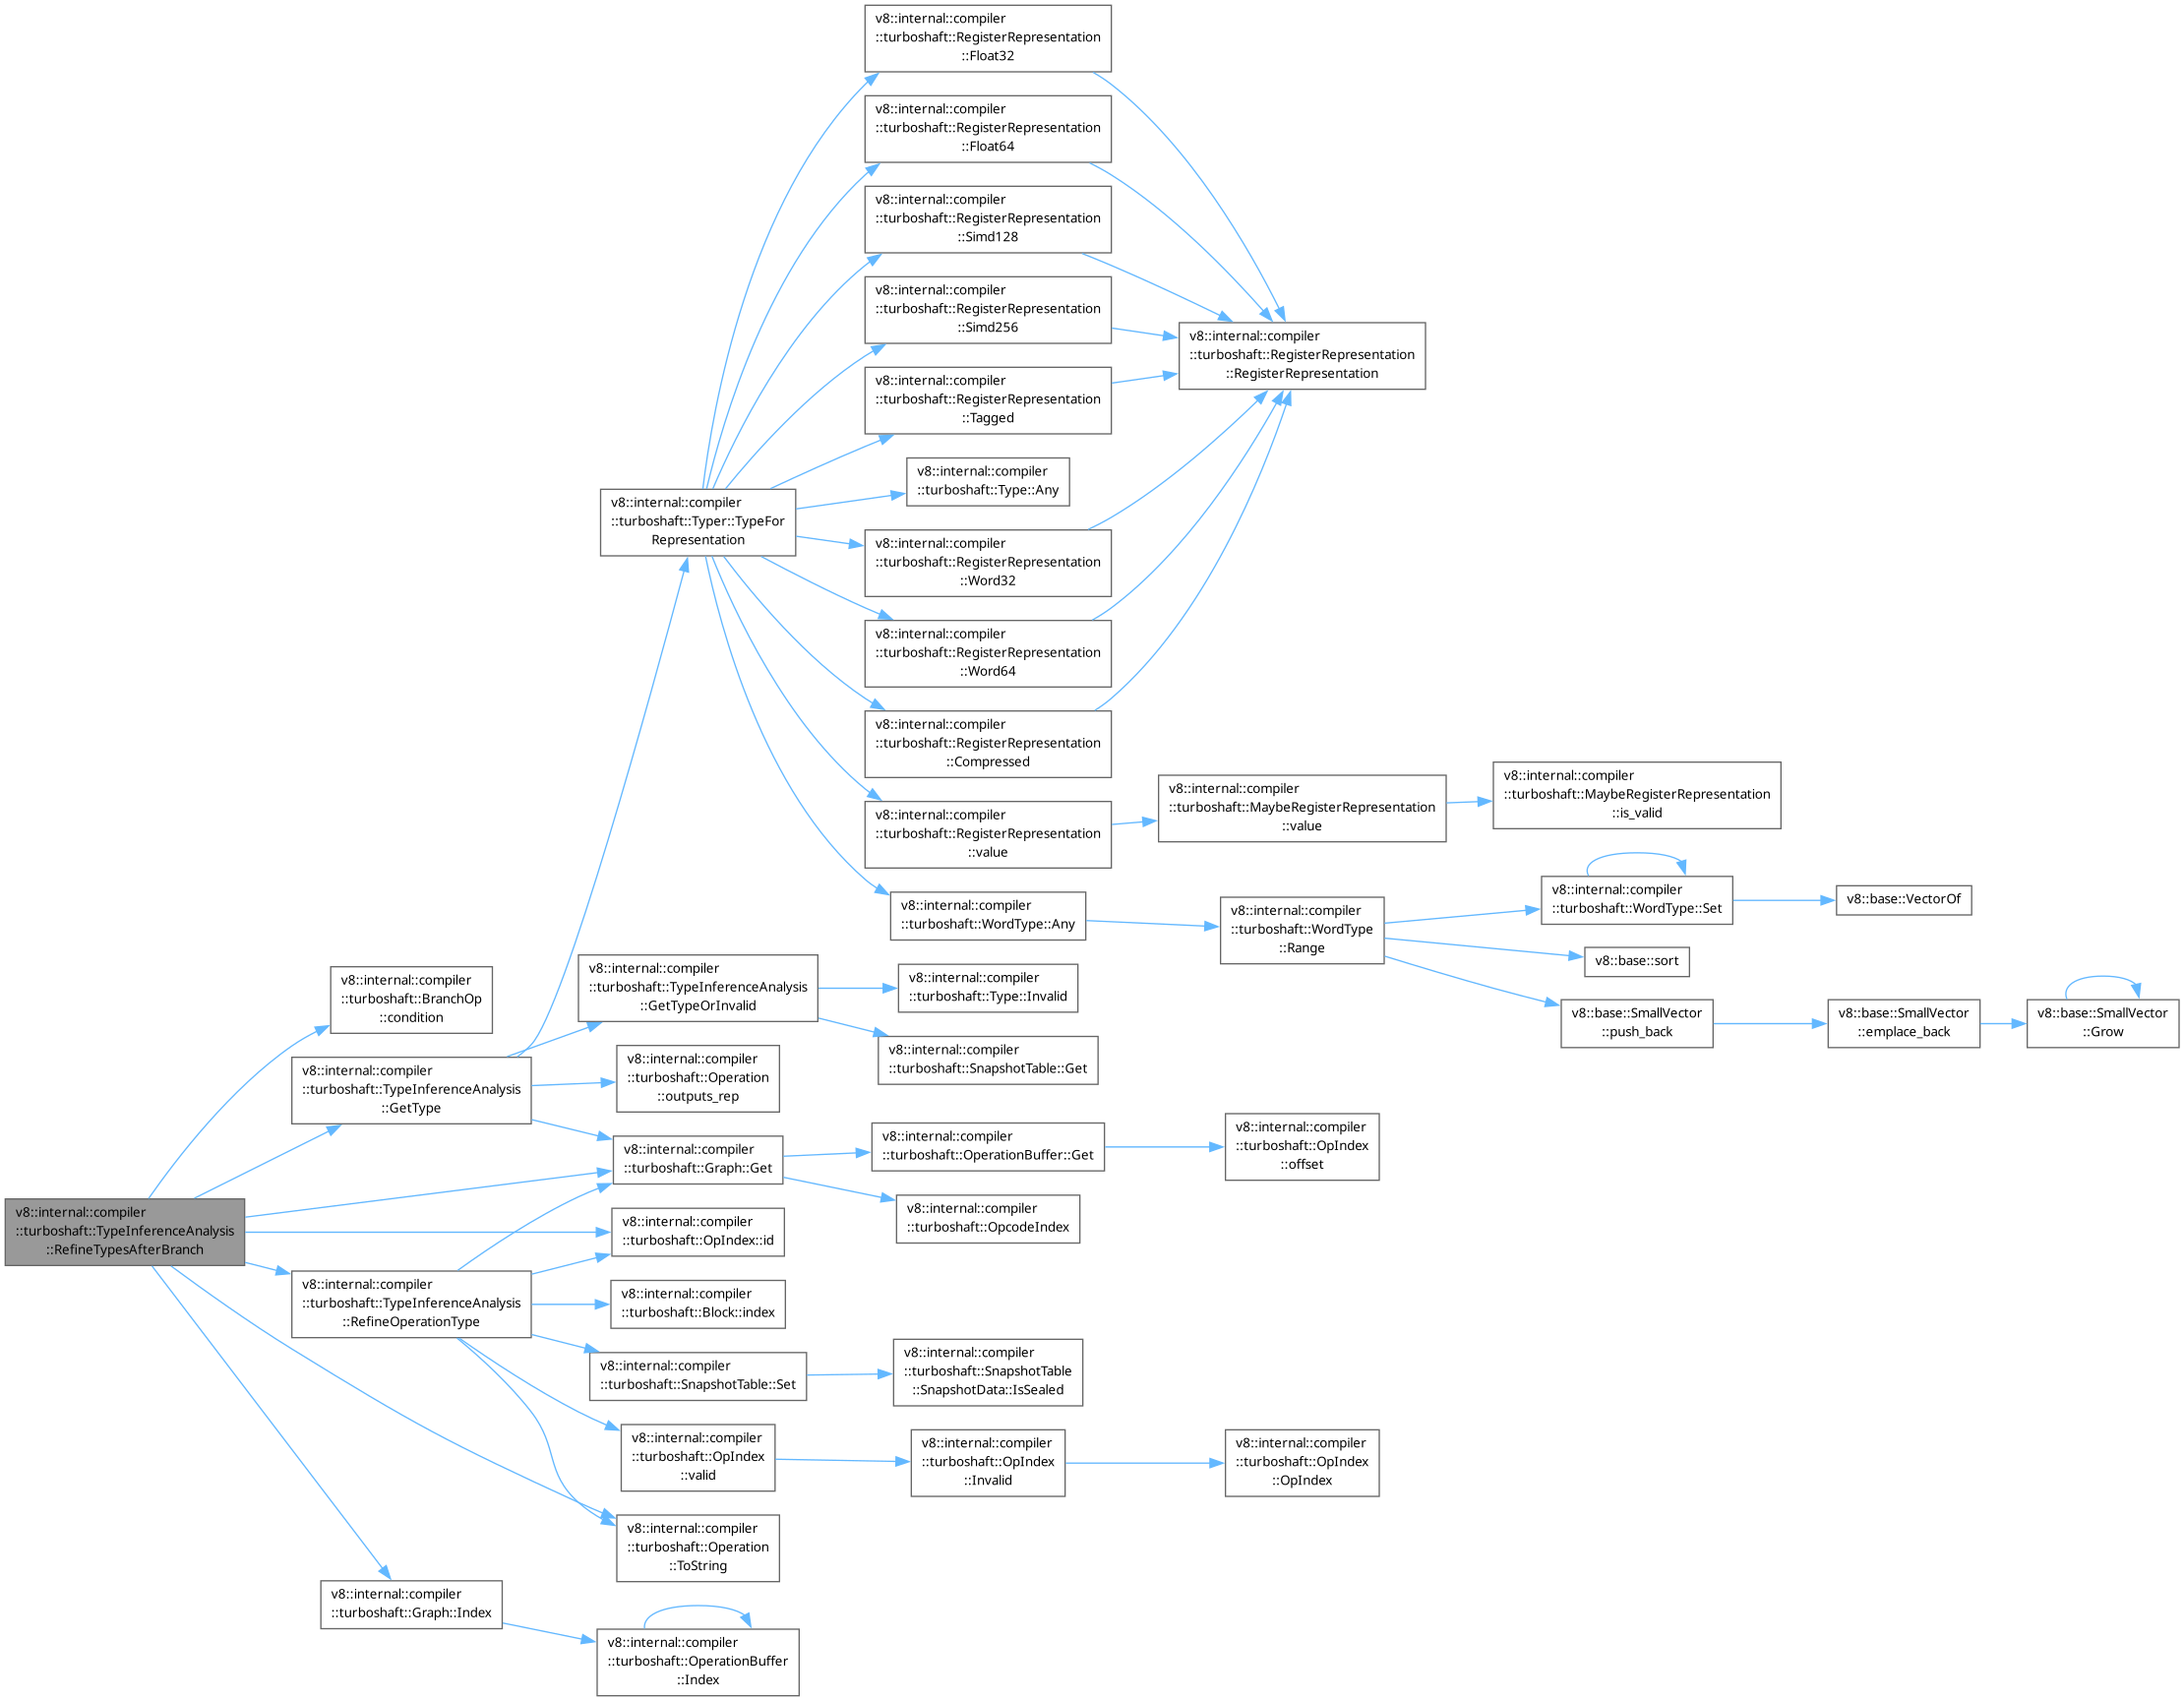 v8::internal::compiler
::turboshaft::RegisterRepresentation
::Float32
v8::internal::compiler
::turboshaft::RegisterRepresentation
::Float64
v8::internal::compiler
::turboshaft::RegisterRepresentation
::Simd128
v8::internal::compiler
::turboshaft::RegisterRepresentation
::Simd256
v8::internal::compiler
::turboshaft::RegisterRepresentation
::RegisterRepresentation
v8::internal::compiler
::turboshaft::RegisterRepresentation
::Tagged
v8::internal::compiler
::turboshaft::Type::Any
v8::internal::compiler
::turboshaft::Typer::TypeFor
Representation
v8::internal::compiler
::turboshaft::RegisterRepresentation
::Word32
v8::internal::compiler
::turboshaft::RegisterRepresentation
::Word64
v8::internal::compiler
::turboshaft::RegisterRepresentation
::Compressed
v8::internal::compiler
::turboshaft::RegisterRepresentation
::value
v8::internal::compiler
::turboshaft::MaybeRegisterRepresentation
::value
v8::internal::compiler
::turboshaft::MaybeRegisterRepresentation
::is_valid
v8::internal::compiler
::turboshaft::WordType::Any
v8::internal::compiler
::turboshaft::WordType
::Range
v8::internal::compiler
::turboshaft::WordType::Set
v8::base::VectorOf
v8::base::sort
v8::base::SmallVector
::push_back
v8::base::SmallVector
::emplace_back
v8::base::SmallVector
::Grow
v8::internal::compiler
::turboshaft::BranchOp
::condition
v8::internal::compiler
::turboshaft::TypeInferenceAnalysis
::GetTypeOrInvalid
v8::internal::compiler
::turboshaft::Type::Invalid
v8::internal::compiler
::turboshaft::SnapshotTable::Get
v8::internal::compiler
::turboshaft::TypeInferenceAnalysis
::GetType
v8::internal::compiler
::turboshaft::Operation
::outputs_rep
v8::internal::compiler
::turboshaft::Graph::Get
v8::internal::compiler
::turboshaft::OperationBuffer::Get
v8::internal::compiler
::turboshaft::OpIndex
::offset
v8::internal::compiler
::turboshaft::OpcodeIndex
v8::internal::compiler
::turboshaft::TypeInferenceAnalysis
::RefineTypesAfterBranch
v8::internal::compiler
::turboshaft::OpIndex::id
v8::internal::compiler
::turboshaft::TypeInferenceAnalysis
::RefineOperationType
v8::internal::compiler
::turboshaft::Block::index
v8::internal::compiler
::turboshaft::SnapshotTable::Set
v8::internal::compiler
::turboshaft::SnapshotTable
::SnapshotData::IsSealed
v8::internal::compiler
::turboshaft::OpIndex
::valid
v8::internal::compiler
::turboshaft::OpIndex
::Invalid
v8::internal::compiler
::turboshaft::OpIndex
::OpIndex
v8::internal::compiler
::turboshaft::Operation
::ToString
v8::internal::compiler
::turboshaft::Graph::Index
v8::internal::compiler
::turboshaft::OperationBuffer
::Index